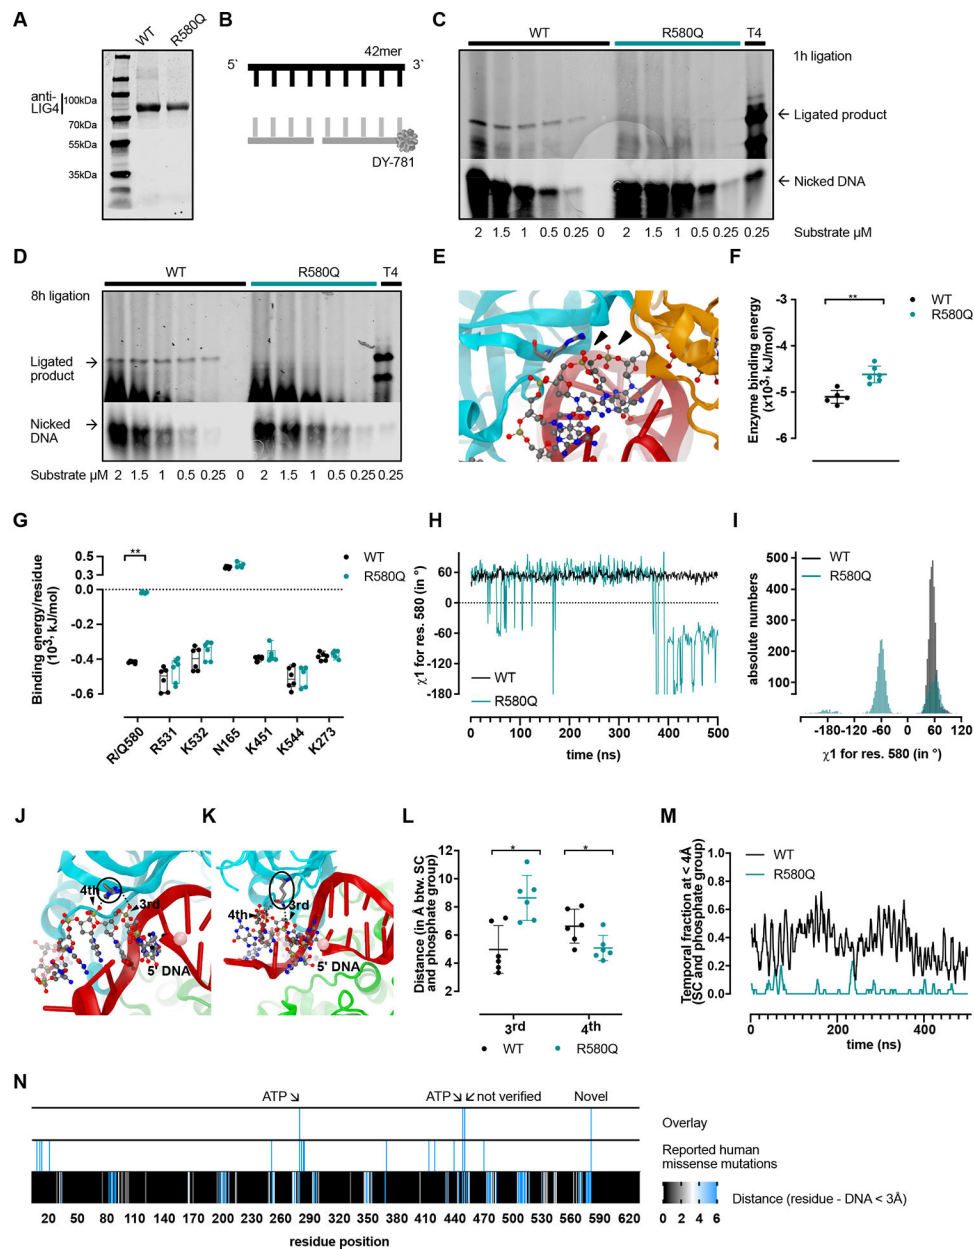 A
WT
R580Q
anti-
LIG4
100kDa
70kDa
55kDa
35kDa
B
42mer
5`
3`
DY-781
C
WT
R580Q
T4
1h ligation
Ligated product
Nicked DNA
2 1.5 1 0.5 0.25 0 2 1.5 1 0.5 0.25 0.25 Substrate µM
D
WT
R580Q
T4
8h ligation
Ligated
product
Nicked
DNA
Substrate µM 2 1.5 1 0.5 0.25 0 2 1.5 1 0.5 0.25 0.25
E
F
Enzyme binding energy
(x10³, kJ/mol)
-3
-4
-5
-6
**
WT
R580Q
G
Binding energy/residue
(10³, kJ/mol)
0.5
0.3
0.0
-0.4
-0.6
**
WT
R580Q
R/Q580 R531 K532 N165 K451 K544 K273
H
χ1 for res. 580 (in °)
60
0
-60
-180
WT
R580Q
0 100 200 300 400 500
time (ns)
I
absolute numbers
500
400
300
200
100
WT
R580Q
-180 -120 -60 0 60 120
χ1 for res. 580 (in °)
J
4th
3rd
5' DNA
K
4th
3rd
5' DNA
L
Distance (in Å btw. SC
and phosphate group)
12
10
8
6
4
2
*
*
3rd
4th
WT
R580Q
M
Temporal fraction at < 4Å
(SC and phosphate group)
1.0
0.8
0.6
0.4
0.2
0.0
WT
R580Q
0 200 400
time (ns)
N
ATP
ATP
not verified
Novel
Overlay
Reported human
missense mutations
Distance (residue - DNA < 3Å)
0 2 4 6
20 50 80 110 140 170 200 230 260 290 320 350 380 410 440 470 500 530 560 590 620
residue position